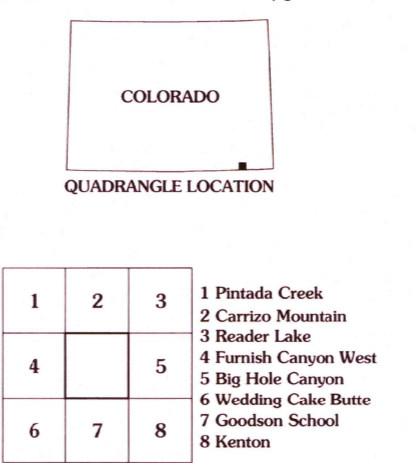 COLORADO
QUADRANGLE LOCATION
1 2 3
4 5
6 7 8
1 Pintada Creek
2 Carrizo Mountain
3 Reader Lake
4 Furnish Canyon West
5 Big Hole Canyon
6 Wedding Cake Butte
7 Goodson School
8 Kenton